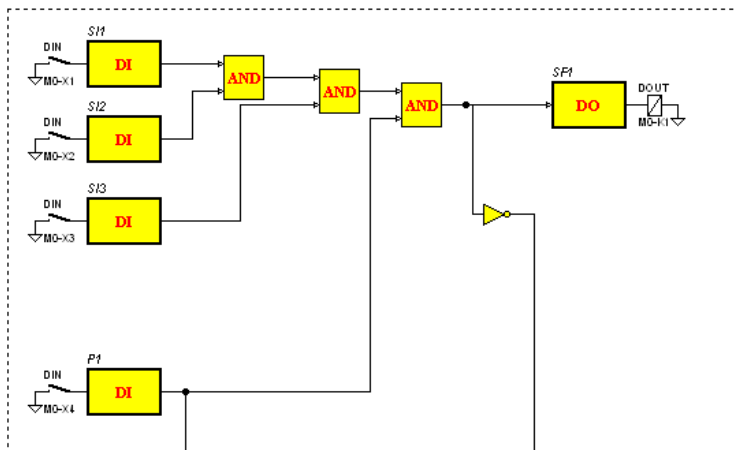 SI1
DIN
DI
M0-X1
AND
AND
AND
SF1
DO
DOUT
M0-K1
SI2
DIN
DI
M0-X2
SI3
DIN
DI
M0-X3
P1
DIN
DI
M0-X4